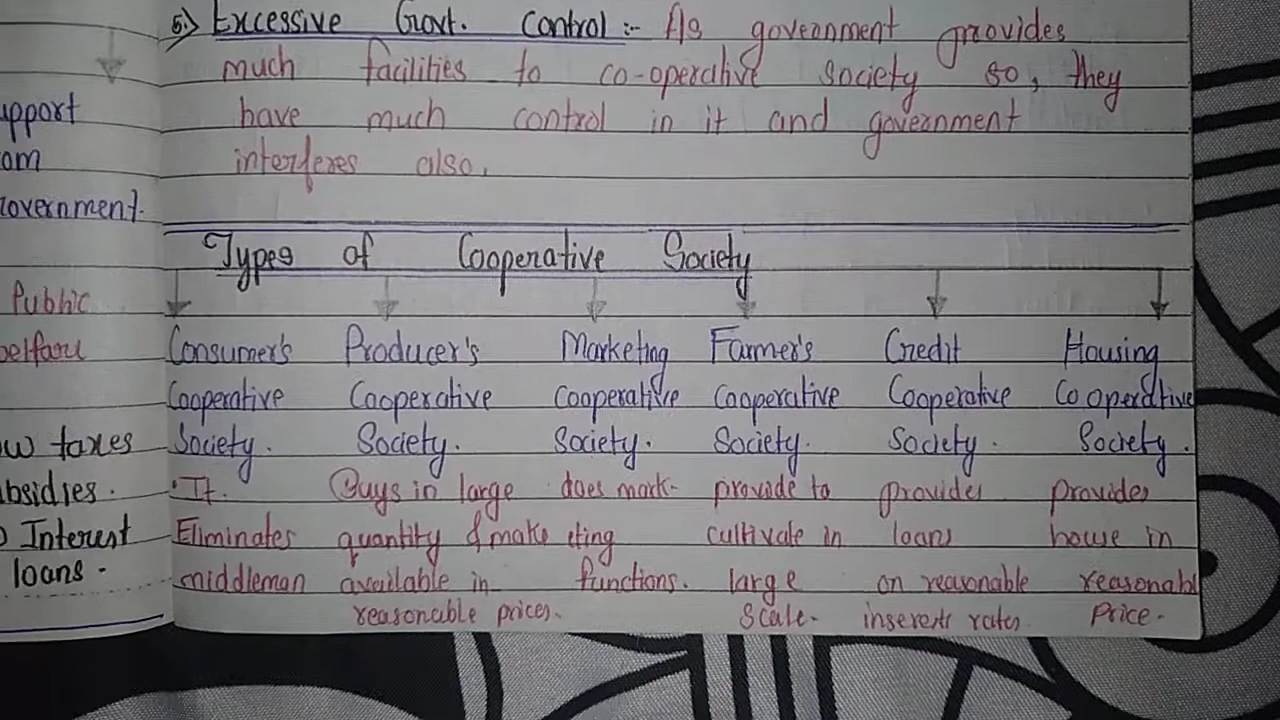 5.) Excessive Govt. Control :- As government provides
much facilities to co-operative society so, they
have much control in it and government
interferes also.
upport
om
overnment.
Public
elfare
w taxes
bsidies.
Interest
loans.
Types of Cooperative Society
Consumer's Producer's Marketing Farmer's Credit Housing
Cooperative Cooperative Cooperative Cooperative Cooperative Cooperative
Society. Society. Society. Society. Society. Society.
It Buys in large does mark- provide to provides provides
Eliminates quantity & make eting cultivate in loans house in
middleman available in functions. large on reasonable reasonabl
reasonable prices. Scale. inserents rates Price.